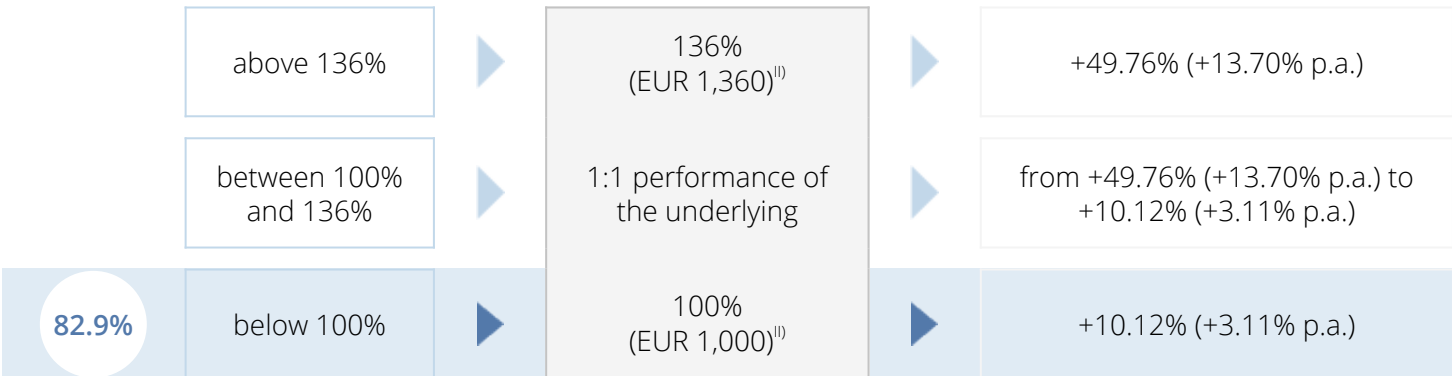 above 136%
136%
(EUR 1,360)II)
+49.76% (+13.70% p.a.)
between 100%
and 136%
1:1 performance of
the underlying
from +49.76% (+13.70% p.a.) to
+10.12% (+3.11% p.a.)
82.9%
below 100%
100%
(EUR 1,000)II)
+10.12% (+3.11% p.a.)